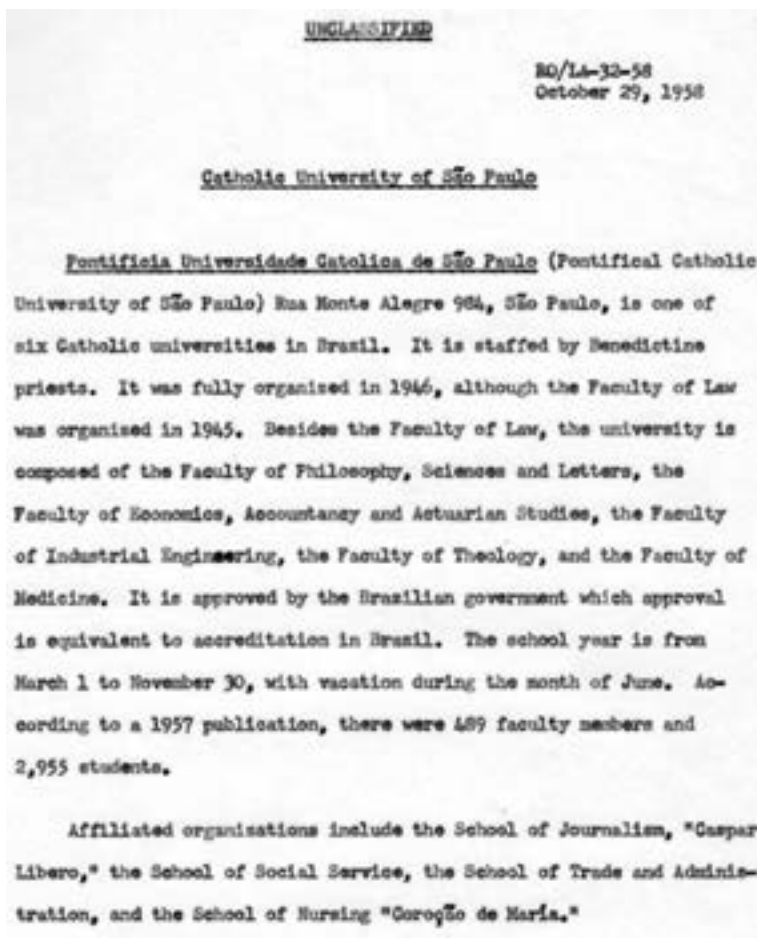 UNCLASSIFIED
RO/LA-32-58
October 29, 1958
Catholic University of São Paulo
Pontificia Universidade Catolica de São Paulo (Pontifical Catholic
University of São Paulo) Rua Monte Alegre 984, São Paulo, is one of
six Catholic universities in Brazil. It is staffed by Benedictine
priests. It was fully organized in 1946, although the Faculty of Law
was organized in 1945. Besides the Faculty of Law, the university is
composed of the Faculty of Philosophy, Sciences and Letters, the
Faculty of Economics, Accountancy and Actuarian Studies, the Faculty
of Industrial Engineering, the Faculty of Theology, and the Faculty of
Medicine. It is approved by the Brazilian government which approval
is equivalent to accreditation in Brazil. The school year is from
March 1 to November 30, with vacation during the month of June. Ac-
cording to a 1957 publication, there were 489 faculty members and
2,955 students.
Affiliated organizations include the School of Journalism, "Caspar
Libero," the School of Social Service, the School of Trade and Adminis-
tration, and the School of Nursing "Coroção de María."